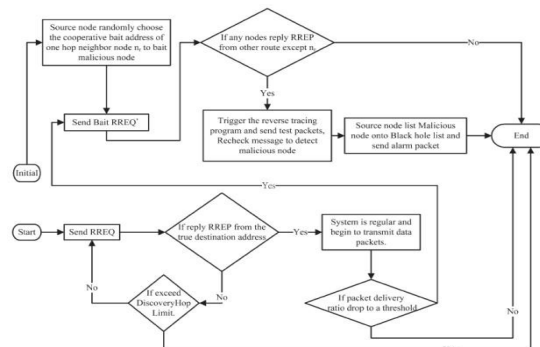 Source node randomly choose
the cooperative bait address of
one hop neighbor node nr to bait
malicious node
If any nodes reply RREP
from other route except nr
No
Yes
Send Bait RREQ'
Trigger the reverse tracing
program and send test packets,
Recheck message to detect
malicious node
Source node list Malicious
node onto Black hole list and
send alarm packet
End
Initial
Yes
Start
Send RREQ
If reply RREP from the
true destination address.
Yes
System is regular and
begin to transmit data
packets.
No
No
If exceed
DiscoveryHop
Limit.
If packet delivery
ratio drop to a threshold.
No